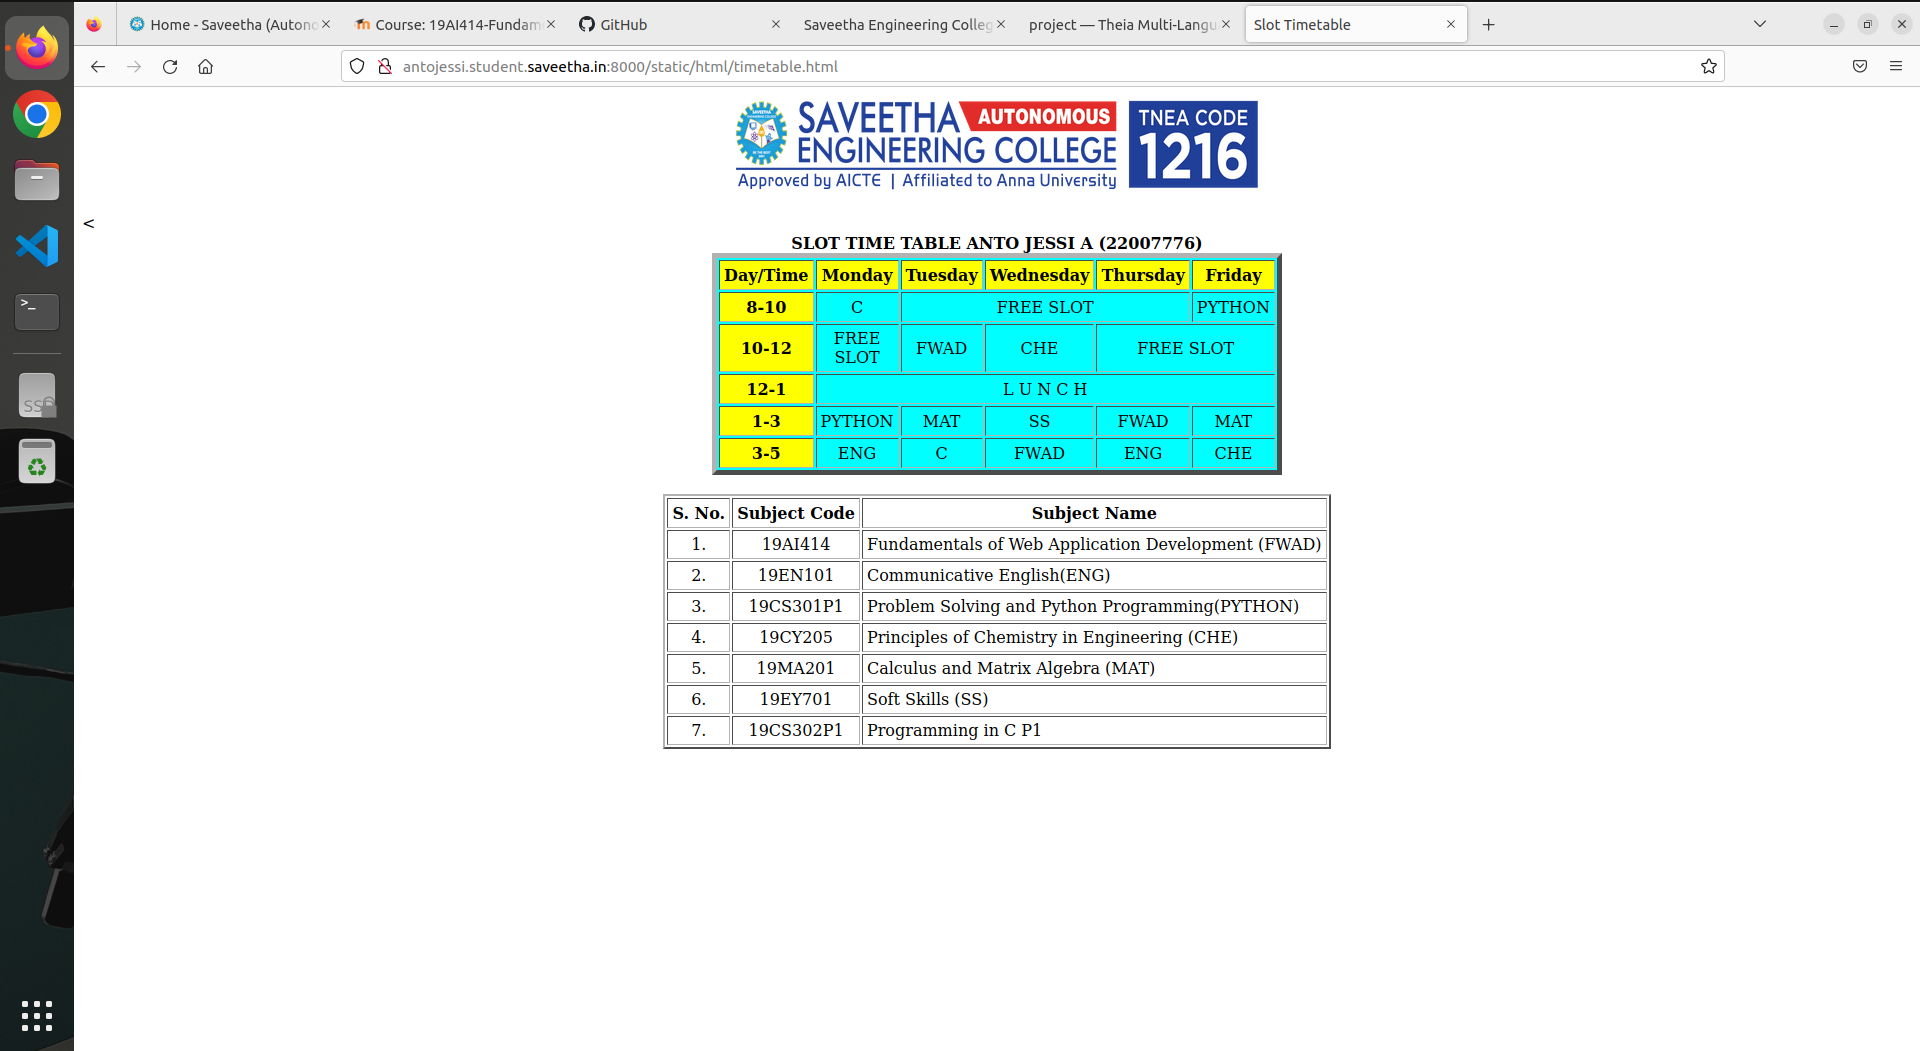 Home - Saveetha (Autono
Course: 19AI414-Fundam
GitHub
Saveetha Engineering Colleg
project — Theia Multi-Langu
Slot Timetable
antojessi.student.saveetha.in:8000/static/html/timetable.html
SAVEETHA AUTONOMOUS
ENGINEERING COLLEGE
Approved by AICTE | Affiliated to Anna University
TNEA CODE
1216
<
SLOT TIME TABLE ANTO JESSI A (22007776)
Day/Time Monday Tuesday Wednesday Thursday Friday
8-10 C FREE SLOT PYTHON
10-12 FREE SLOT FWAD CHE FREE SLOT
12-1 L U N C H
1-3 PYTHON MAT SS FWAD MAT
3-5 ENG C FWAD ENG CHE
S. No. Subject Code Subject Name
1. 19AI414 Fundamentals of Web Application Development (FWAD)
2. 19EN101 Communicative English(ENG)
3. 19CS301P1 Problem Solving and Python Programming(PYTHON)
4. 19CY205 Principles of Chemistry in Engineering (CHE)
5. 19MA201 Calculus and Matrix Algebra (MAT)
6. 19EY701 Soft Skills (SS)
7. 19CS302P1 Programming in C P1